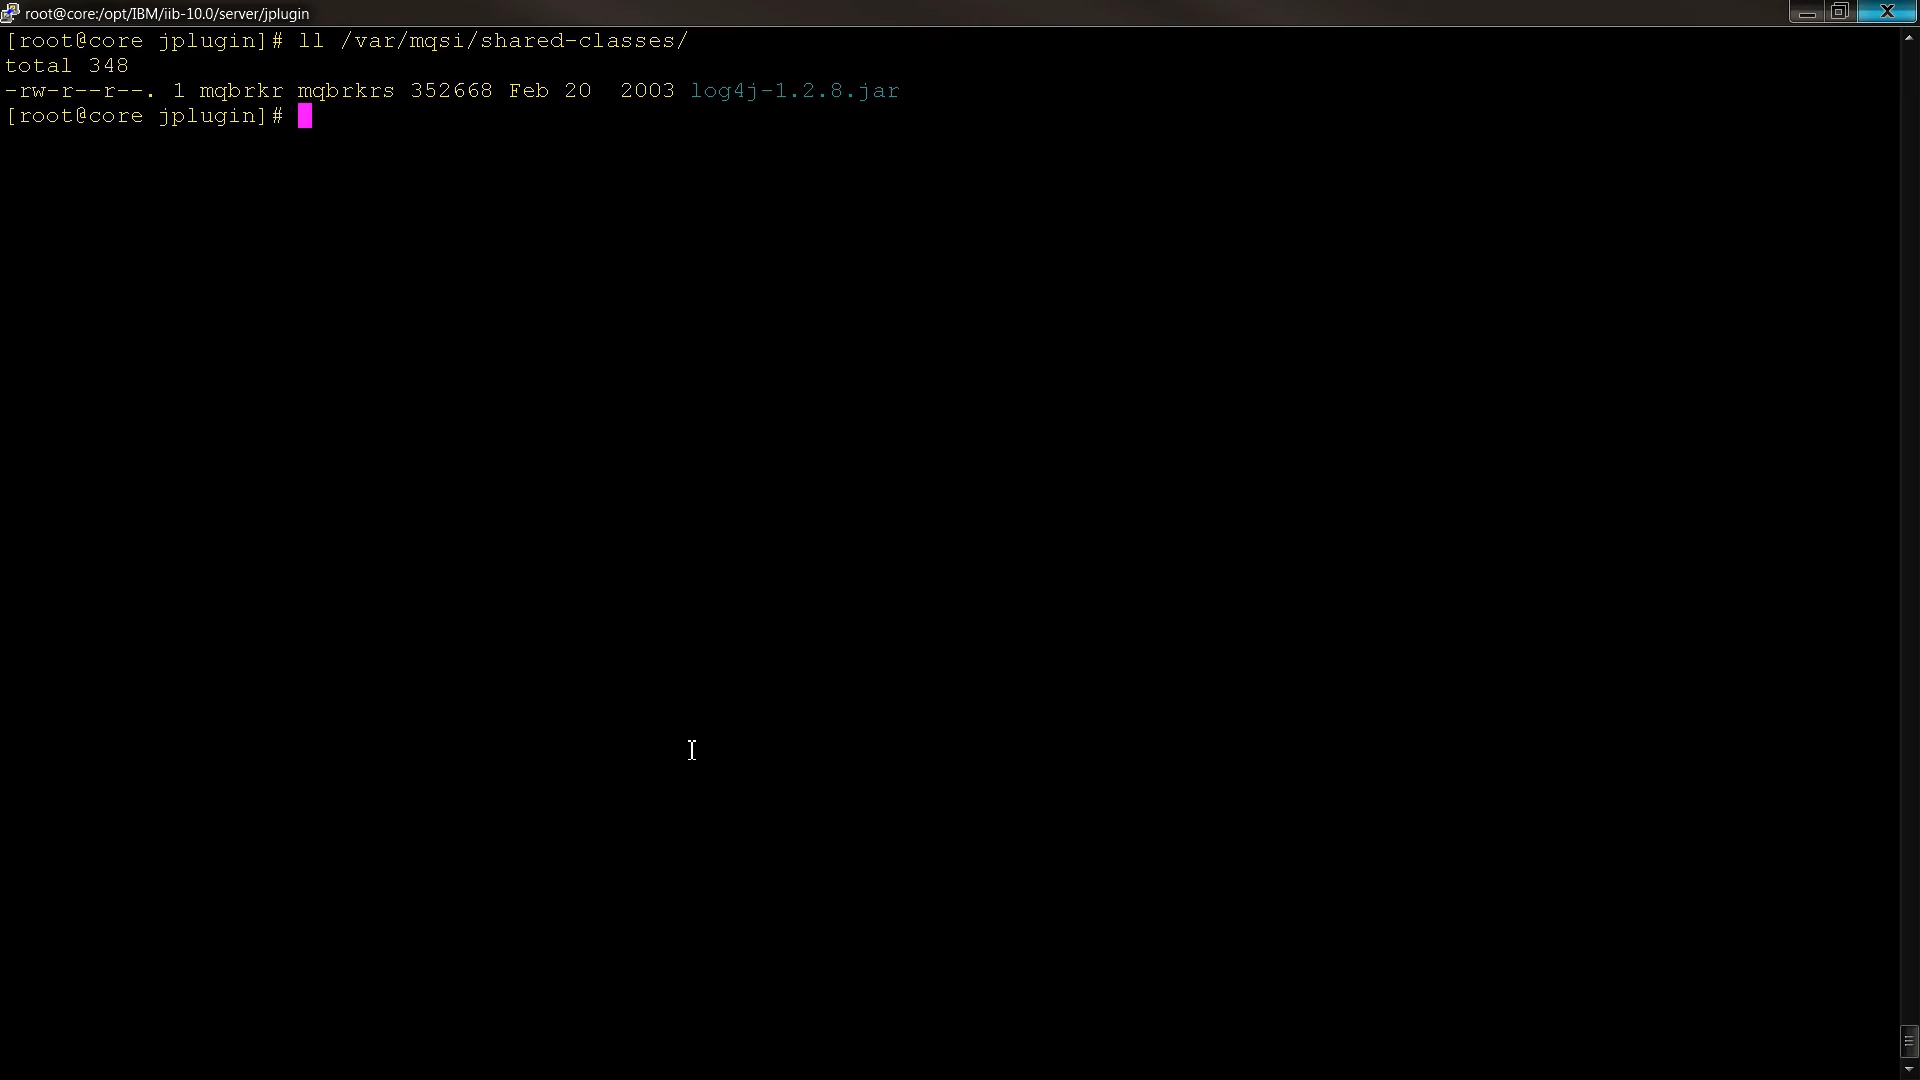 root@core:/opt/IBM/iib-10.0/server/jplugin
[root@core jplugin]# ll /var/mqsi/shared-classes/
total 348
-rw-r--r--. 1 mqbrkr mqbrkrs 352668 Feb 20  2003 log4j-1.2.8.jar
[root@core jplugin]#